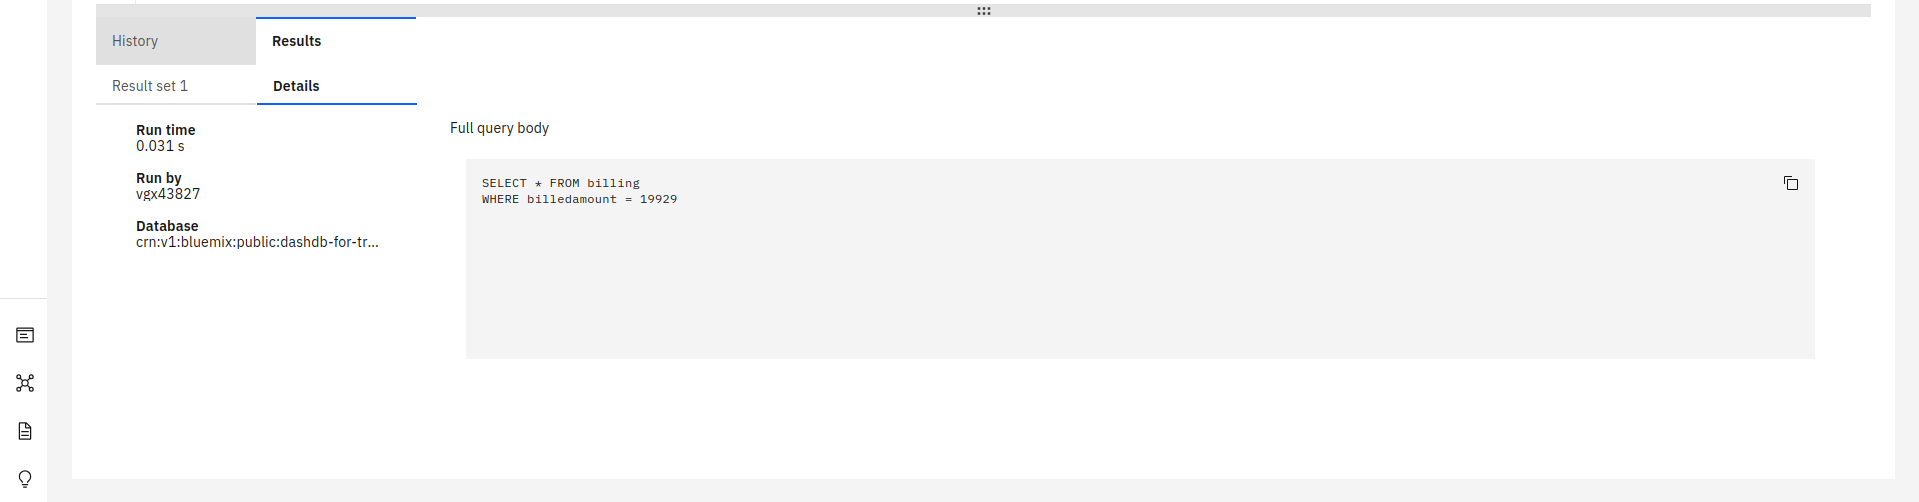 History
Results
Result set 1
Details
Run time
0.031 s
Run by
vgx43827
Database
crn:v1:bluemix:public:dashdb-for-tr...
Full query body
SELECT * FROM billing
WHERE billedamount = 19929